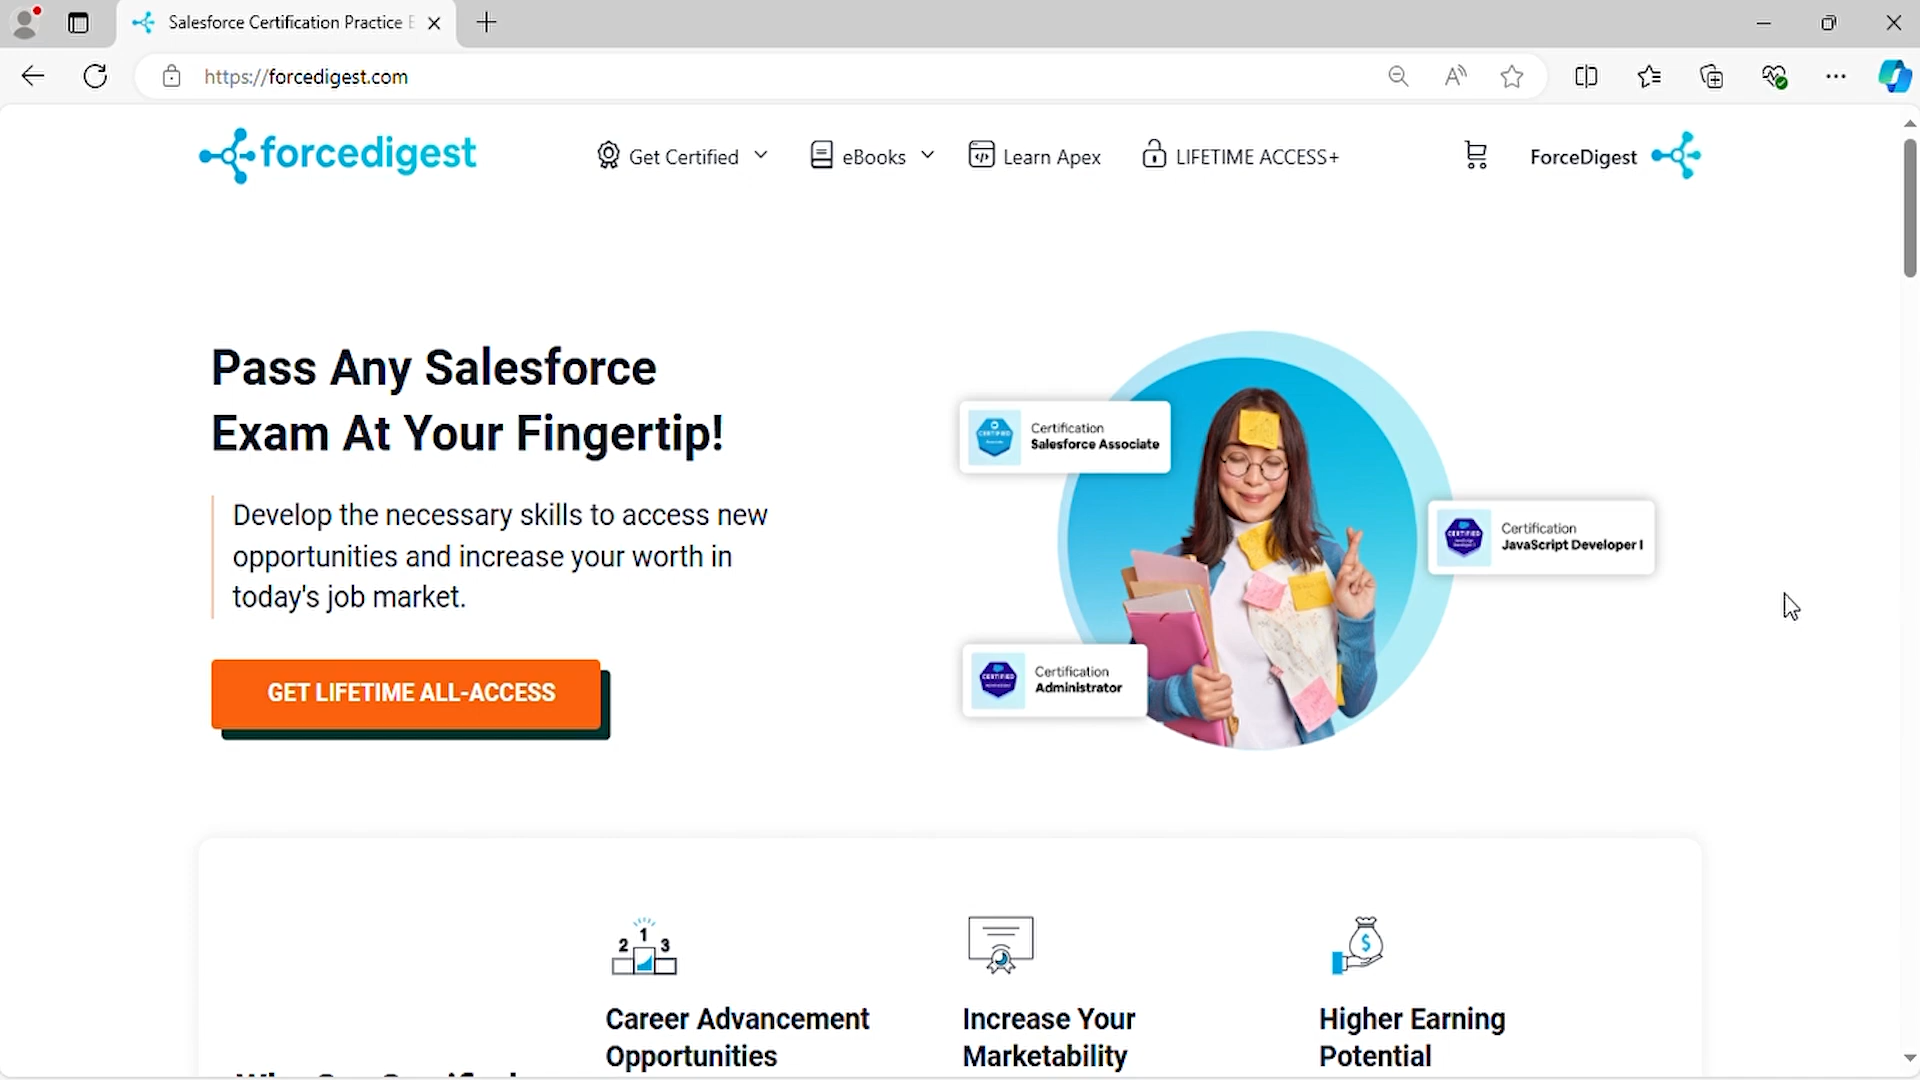 Salesforce Certification Practice E
https://forcedigest.com
forcedigest
Get Certified
eBooks
Learn Apex
LIFETIME ACCESS+
ForceDigest
Pass Any Salesforce
Exam At Your Fingertip!
Develop the necessary skills to access new
opportunities and increase your worth in
today's job market.
GET LIFETIME ALL-ACCESS
Certification
Salesforce Associate
Certification
JavaScript Developer I
Certification
Administrator
2 1 3
Career Advancement
Opportunities
Increase Your
Marketability
$
Higher Earning
Potential